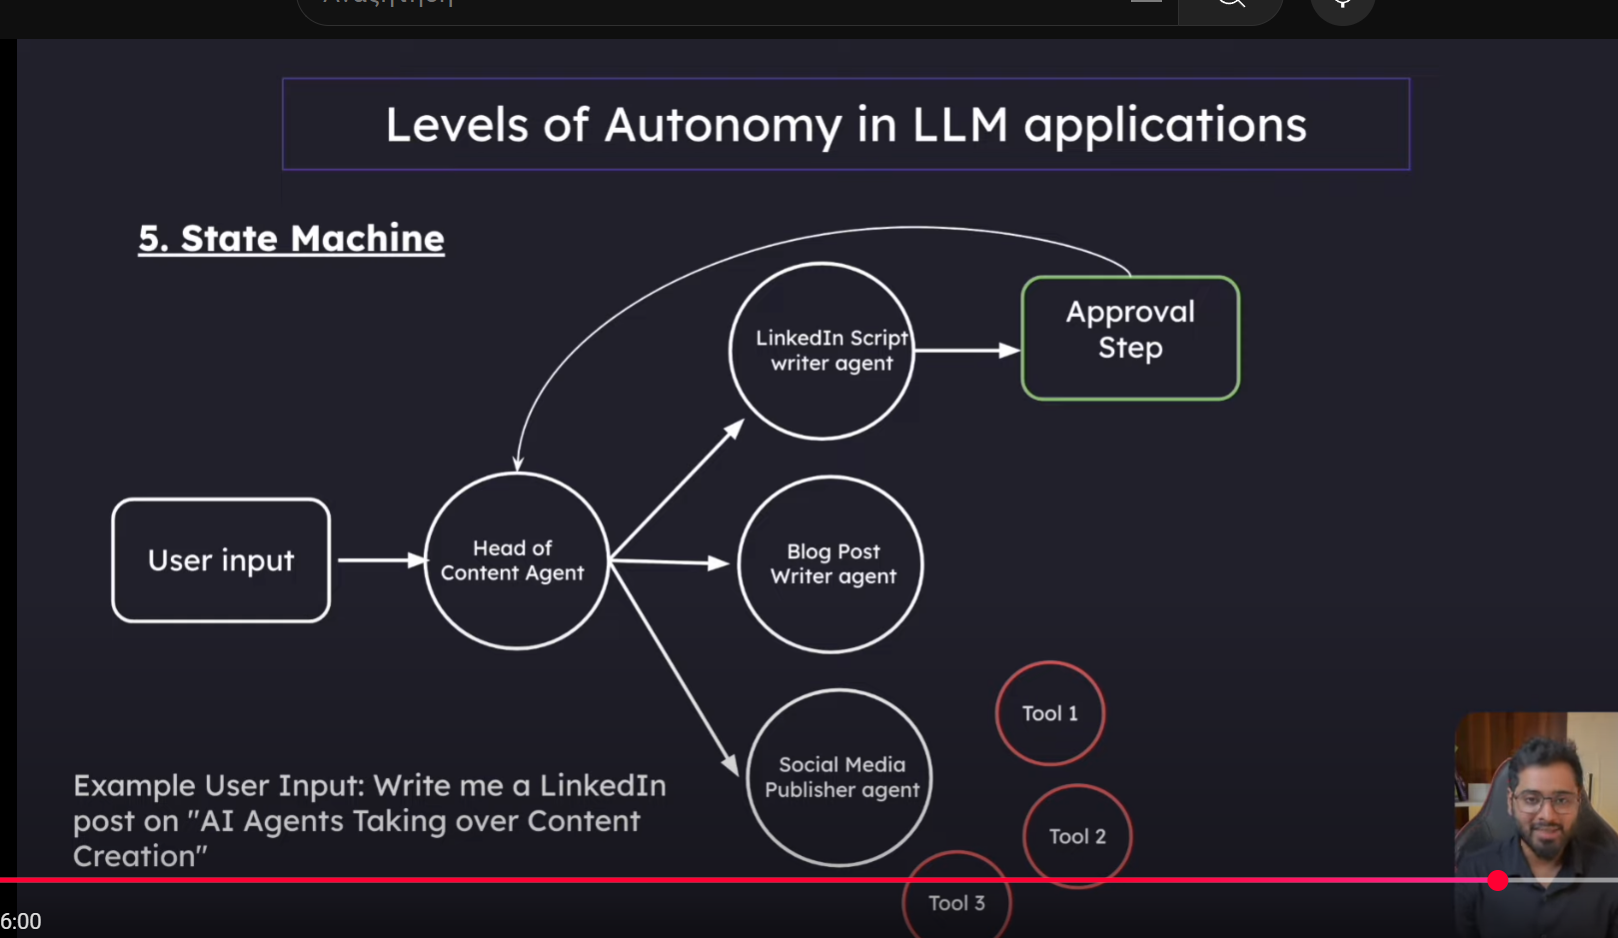 Αναζήτηση
Levels of Autonomy in LLM applications
5. State Machine
LinkedIn Script
writer agent
Approval
Step
User input
Head of
Content Agent
Blog Post
Writer agent
Social Media
Publisher agent
Tool 1
Tool 2
Tool 3
Example User Input: Write me a LinkedIn
post on "AI Agents Taking over Content
Creation"
6:00